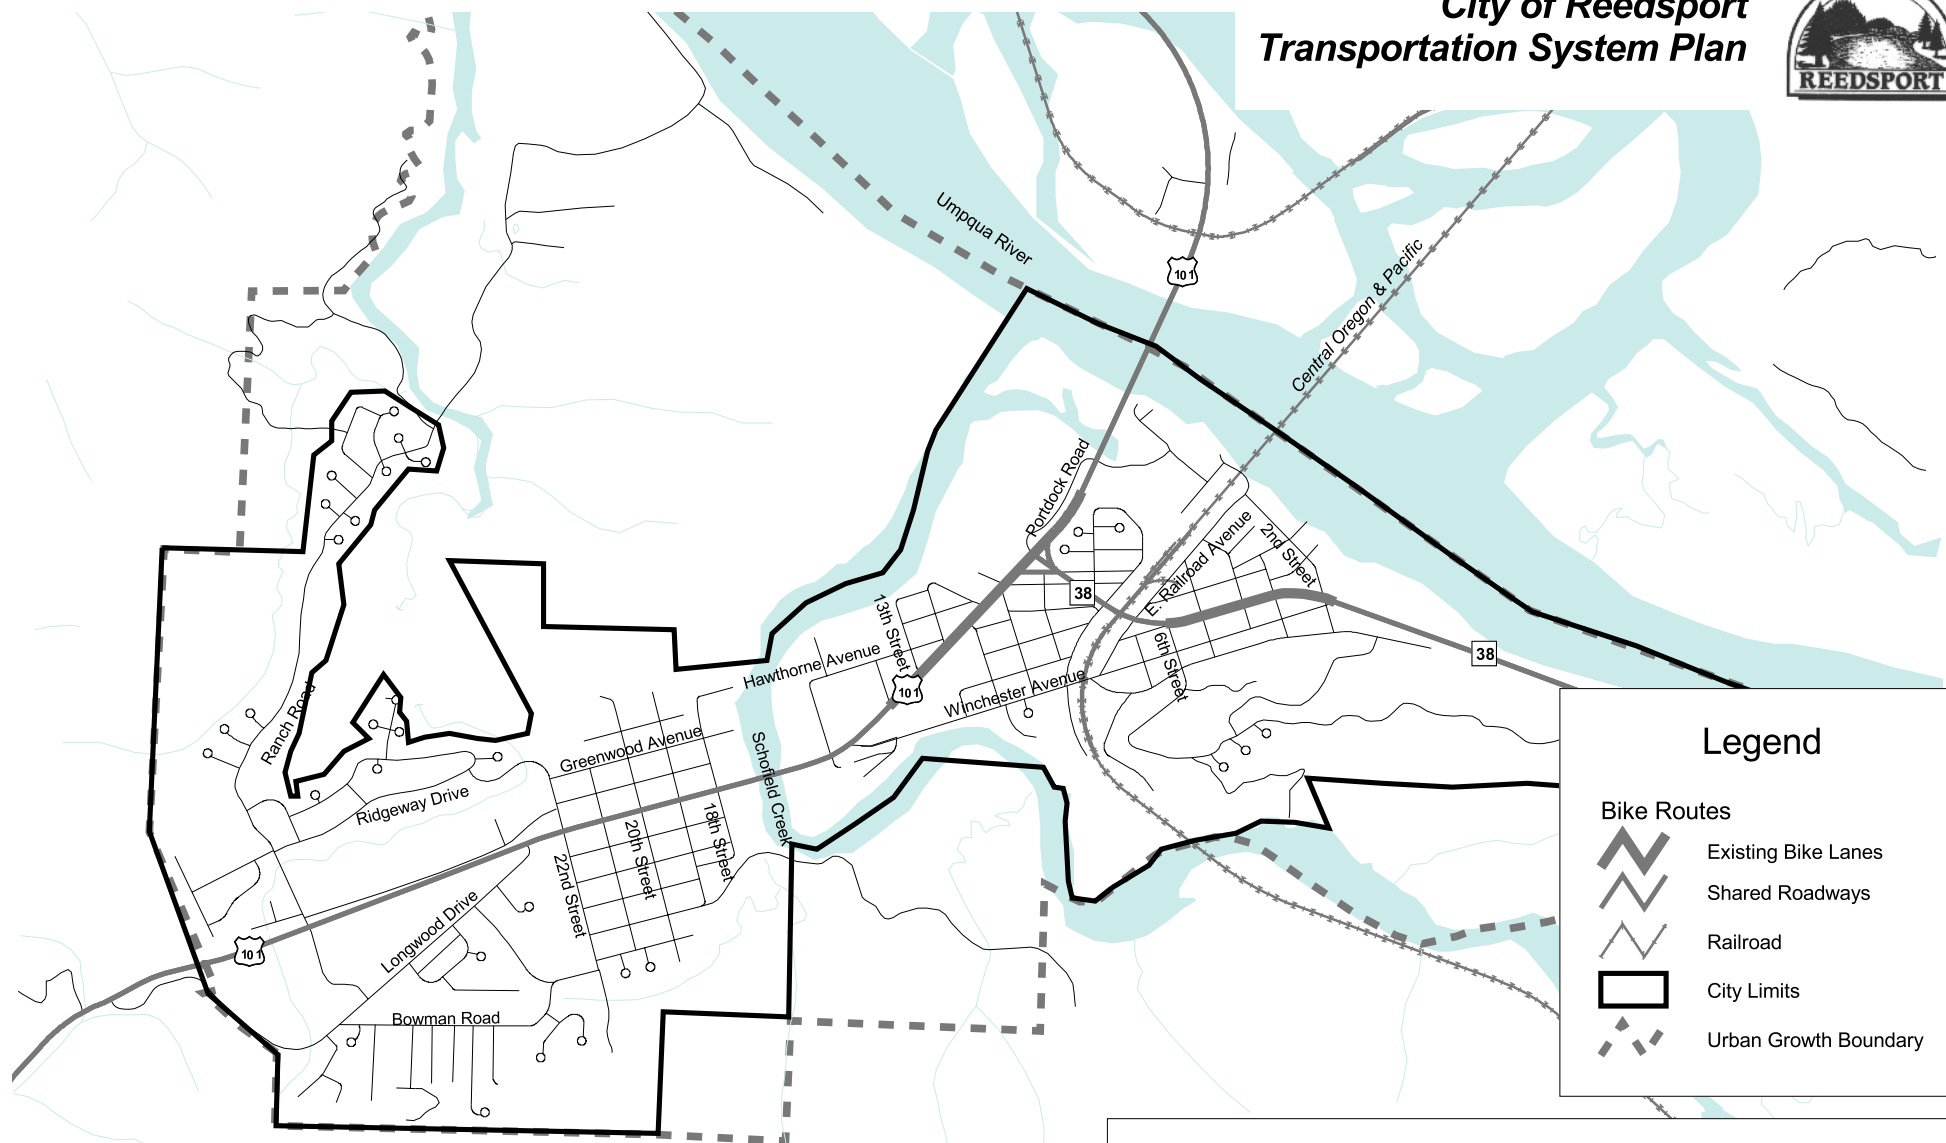 City of Reedsport
Transportation System Plan
REEDSPORT
Umpqua River
101
Central Oregon & Pacific
Portdock Road
2nd Street
E. Railroad Avenue
38
13th Street
Hawthorne Avenue
6th Street
38
101
Winchester Avenue
Ranch Road
Greenwood Avenue
Schofield Creek
Ridgeway Drive
18th Street
20th Street
22nd Street
Longwood Drive
101
Bowman Road
Legend
Bike Routes
Existing Bike Lanes
Shared Roadways
Railroad
City Limits
Urban Growth Boundary